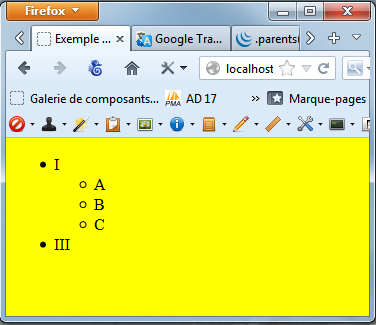 Firefox
Exemple ...
Google Tra...
.parents(
localhost
Galerie de composants...
PMA
AD 17
»
Marque-pages
I
A
B
C
III